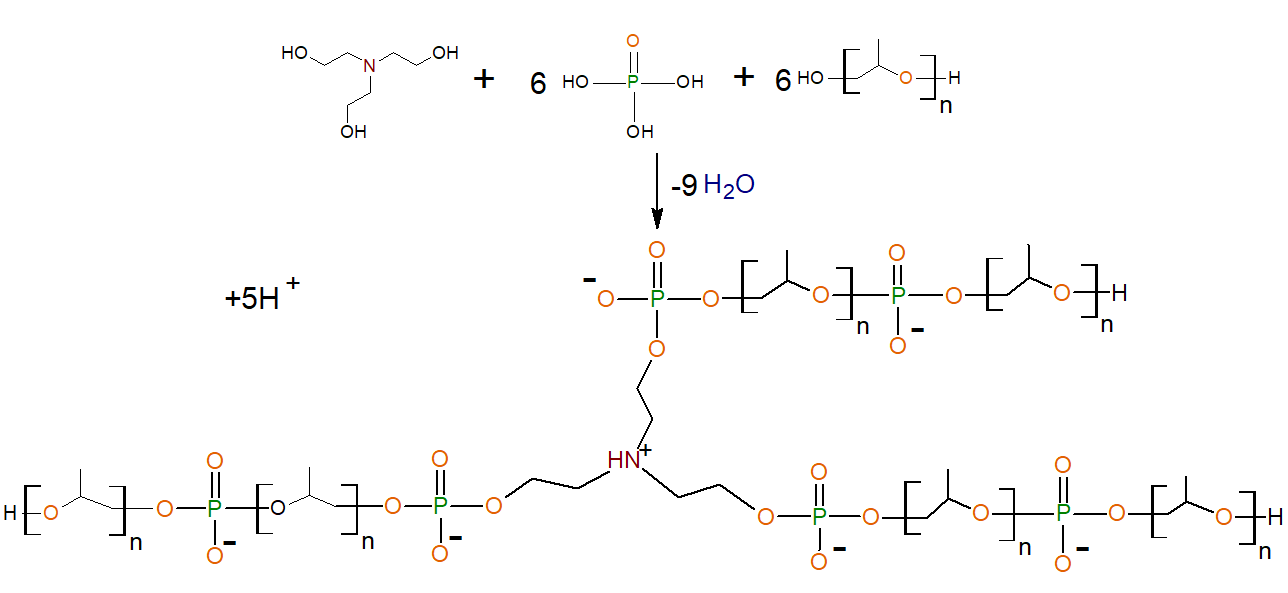 HO N OH OH + 6 HO P O OH OH + 6 HO [ O ] n H
-9 H2O
+5H +
- O P O O O [ O ] n P O O - O [ O ] n H
HN +
H [ O ] n O P O O - [ O ] n O P O O - O
O P O O - O [ O ] n P O O - O [ O ] n H